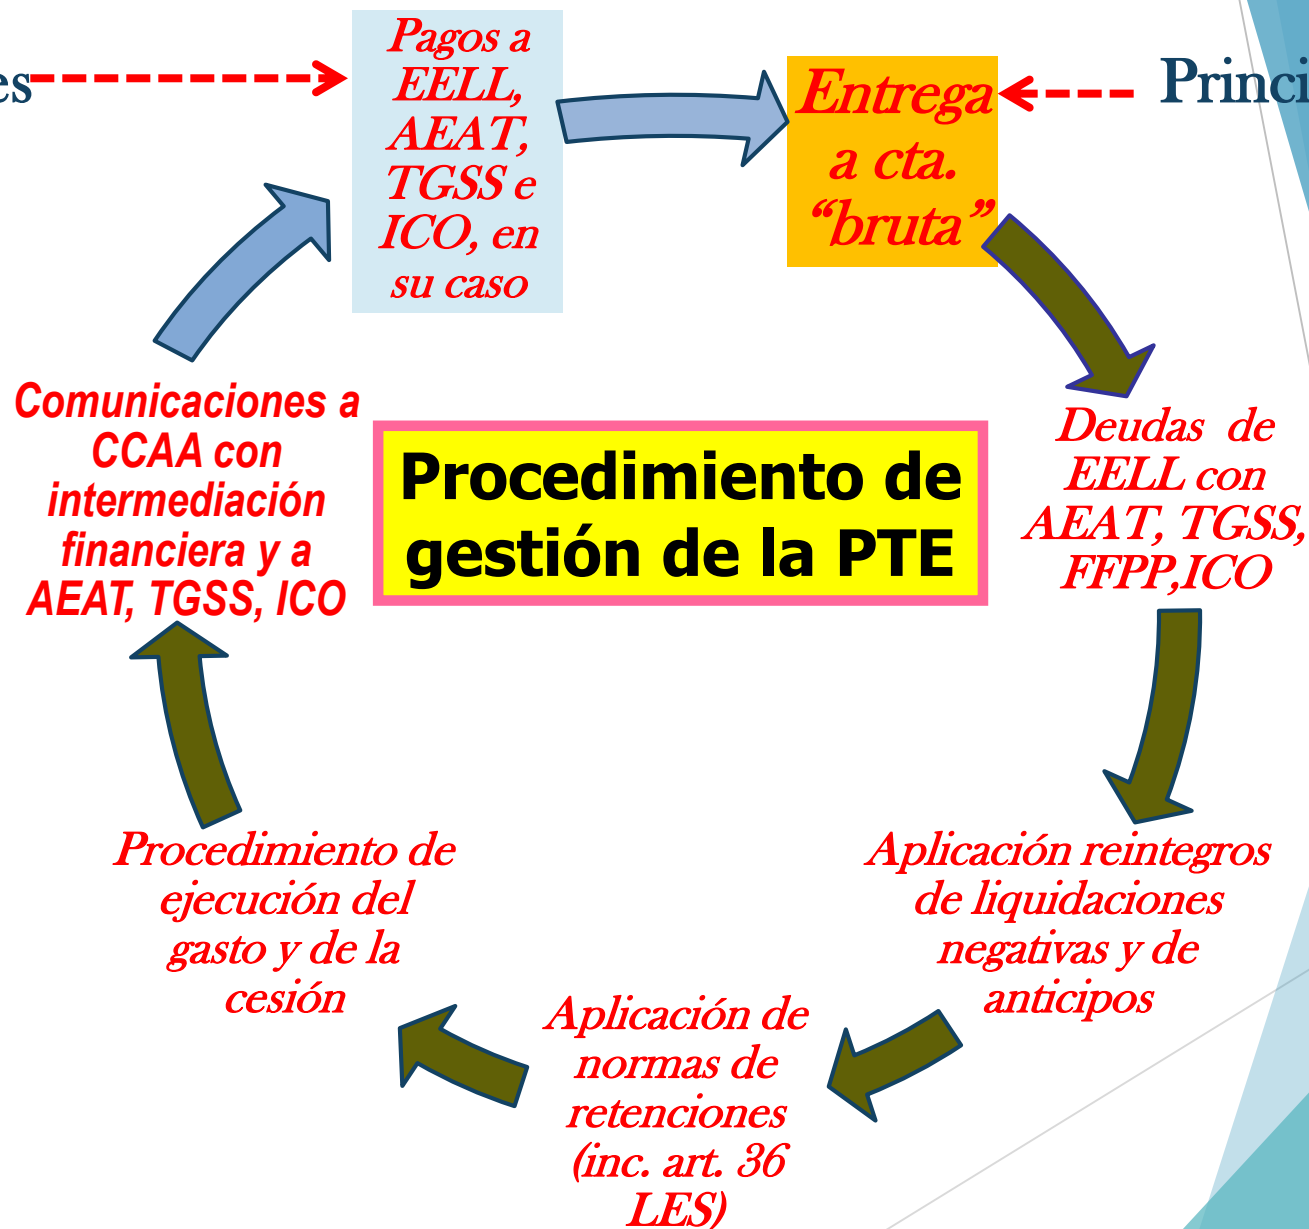 Pagos a
EELL,
AEAT,
TGSS e
ICO, en
su caso
Entrega
a cta.
“bruta”
Deudas de
EELL con
AEAT, TGSS,
FFPP,ICO
Aplicación reintegros
de liquidaciones
negativas y de
anticipos
Aplicación de
normas de
retenciones
(inc. art. 36
LES)
Procedimiento de
ejecución del
gasto y de la
cesión
Comunicaciones a
CCAA con
intermediación
financiera y a
AEAT, TGSS, ICO
Procedimiento de
gestión de la PTE